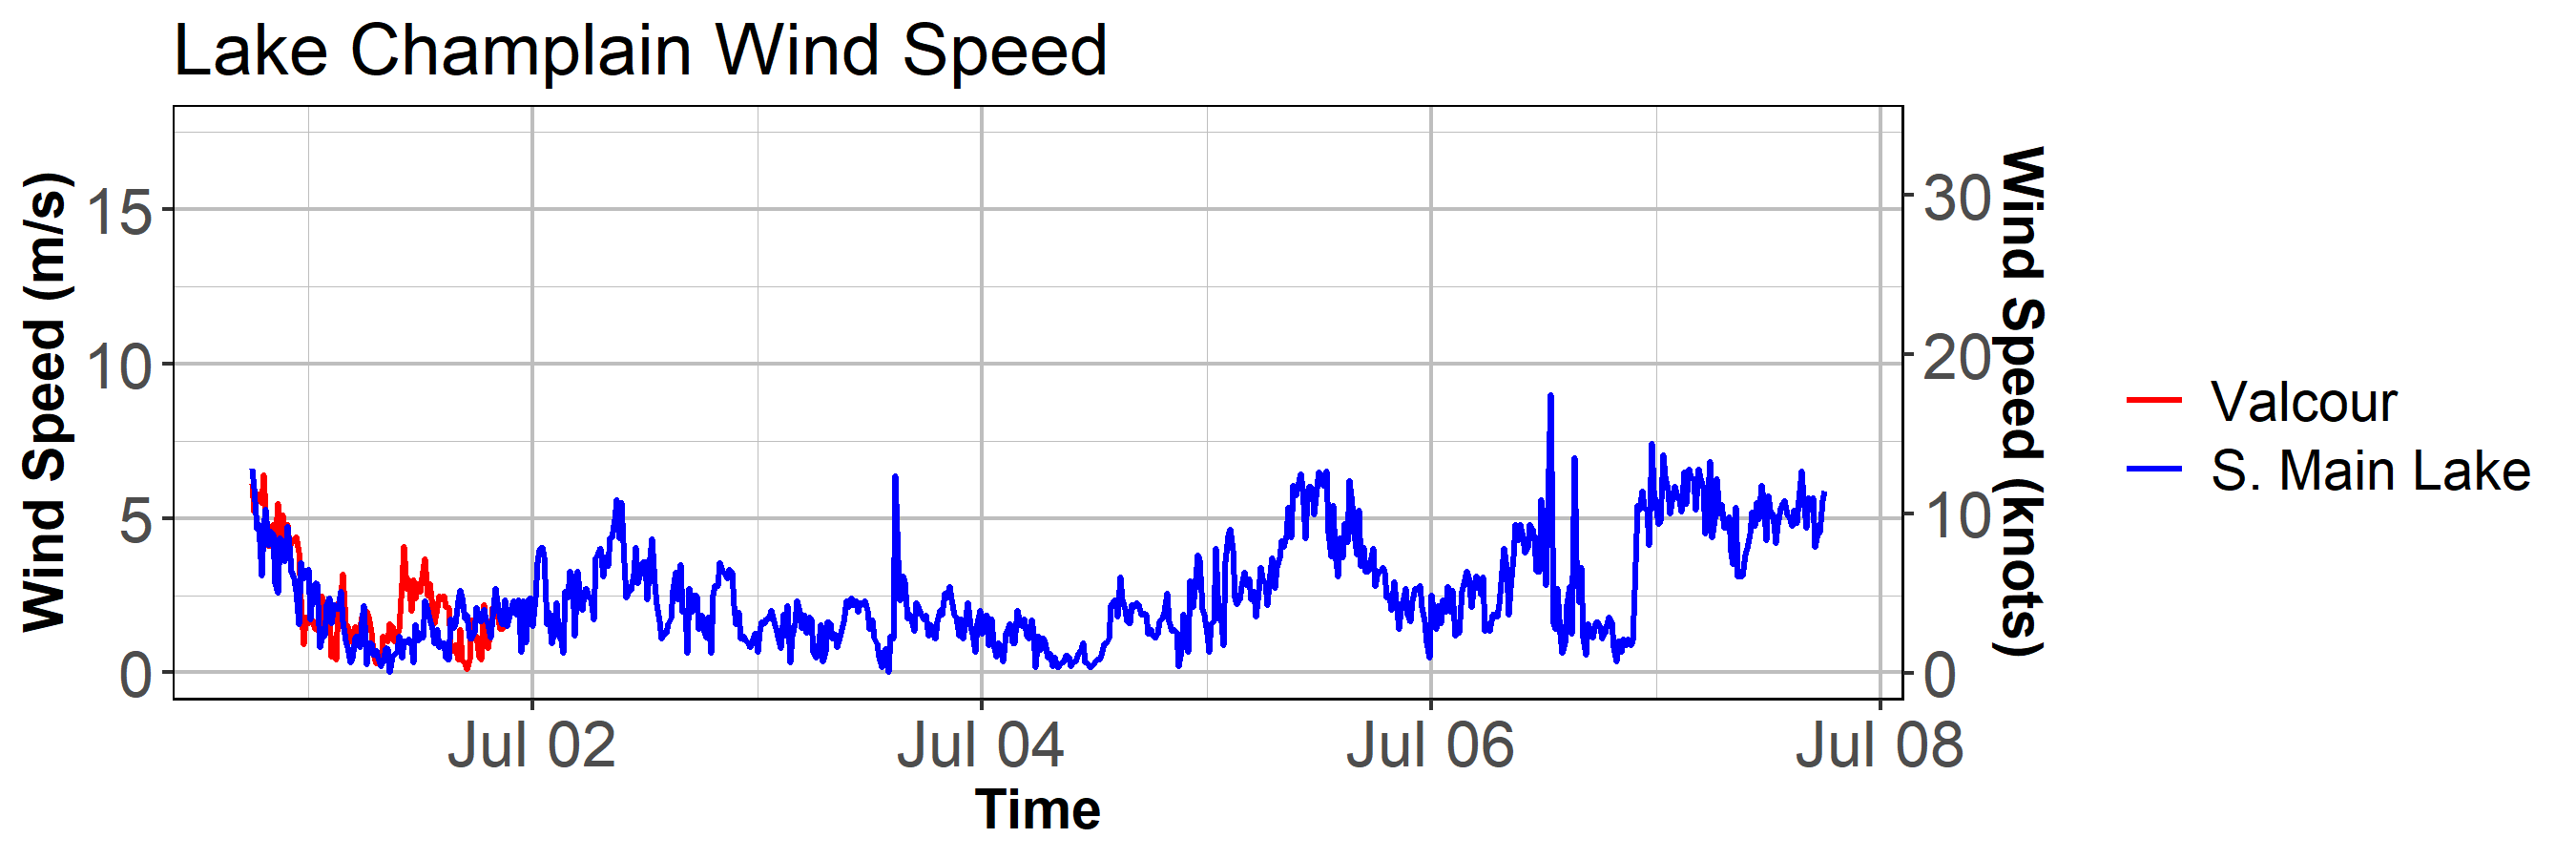 Lake Champlain Wind Speed
Wind Speed (m/s)
15
10
5
0
30
20
10
0
Wind Speed (knots)
Jul 02
Jul 04
Jul 06
Jul 08
Time
Valcour
S. Main Lake